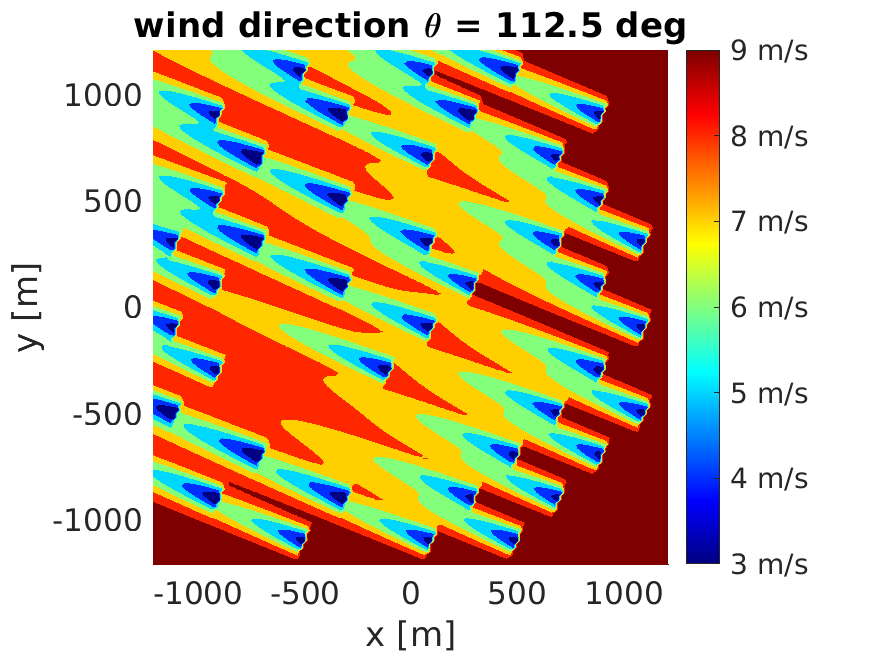 wind direction θ = 112.5 deg
1000
500
0
-500
-1000
y [m]
-1000 -500 0 500 1000
x [m]
9 m/s
8 m/s
7 m/s
6 m/s
5 m/s
4 m/s
3 m/s